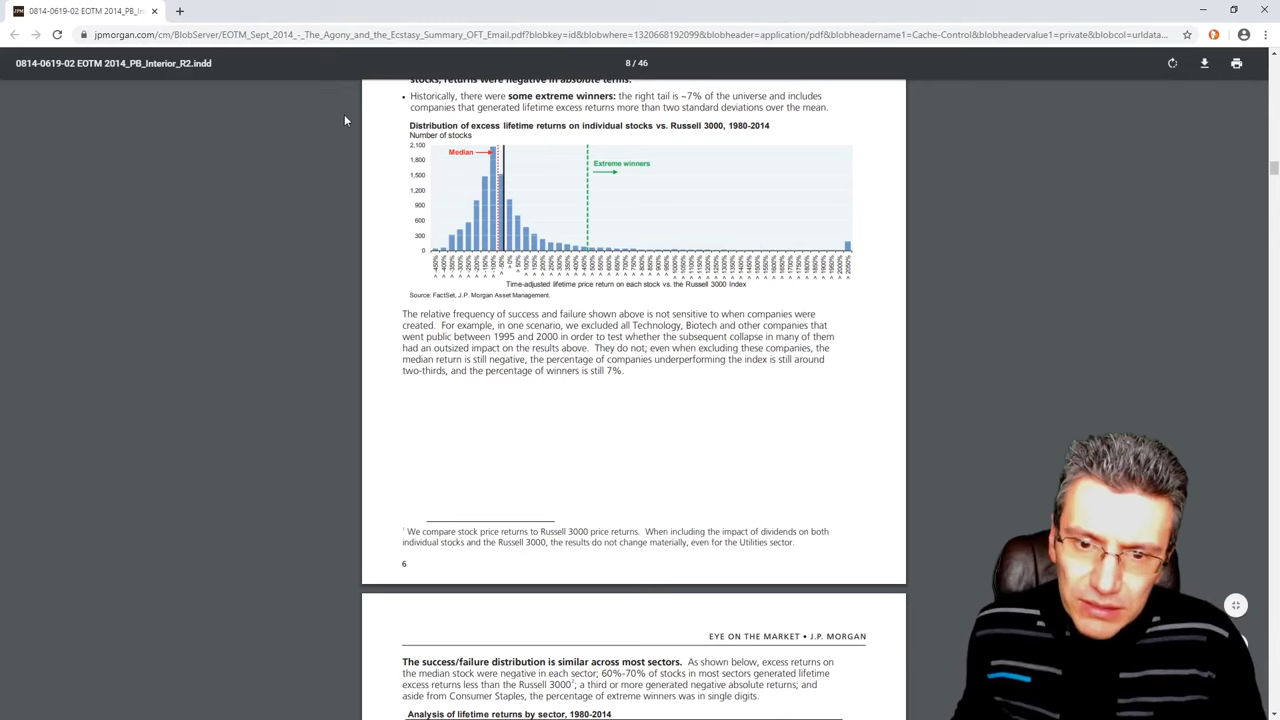 0814-0619-02 EOTM 2014_PB_In
jpmorgan.com/cm/BlobServer/EOTM_Sept_2014_-_The_Agony_and_the_Ecstasy_Summary_OFT_Email.pdf?blobkey=id&blobwhere=1320668192099&blobheader=application/pdf&blobheadername1=Cache-Control&blobheadervalue1=private&blobcol=urldata...
0814-0619-02 EOTM 2014_PB_Interior_R2.indd
8 / 46
stocks, returns were negative in absolute terms.
• Historically, there were some extreme winners: the right tail is ~7% of the universe and includes
companies that generated lifetime excess returns more than two standard deviations over the mean.
Distribution of excess lifetime returns on individual stocks vs. Russell 3000, 1980-2014
Number of stocks
2,100
1,800
1,500
1,200
900
600
300
0
Median
Extreme winners
Time-adjusted lifetime price return on each stock vs. the Russell 3000 Index
Source: FactSet, J.P. Morgan Asset Management.
The relative frequency of success and failure shown above is not sensitive to when companies were
created. For example, in one scenario, we excluded all Technology, Biotech and other companies that
went public between 1995 and 2000 in order to test whether the subsequent collapse in many of them
had an outsized impact on the results above. They do not; even when excluding these companies, the
median return is still negative, the percentage of companies underperforming the index is still around
two-thirds, and the percentage of winners is still 7%.
1 We compare stock price returns to Russell 3000 price returns. When including the impact of dividends on both
individual stocks and the Russell 3000, the results do not change materially, even for the Utilities sector.
6
EYE ON THE MARKET • J.P. MORGAN
The success/failure distribution is similar across most sectors. As shown below, excess returns on
the median stock were negative in each sector; 60%-70% of stocks in most sectors generated lifetime
excess returns less than the Russell 3000²; a third or more generated negative absolute returns; and
aside from Consumer Staples, the percentage of extreme winners was in single digits.
Analysis of lifetime returns by sector, 1980-2014